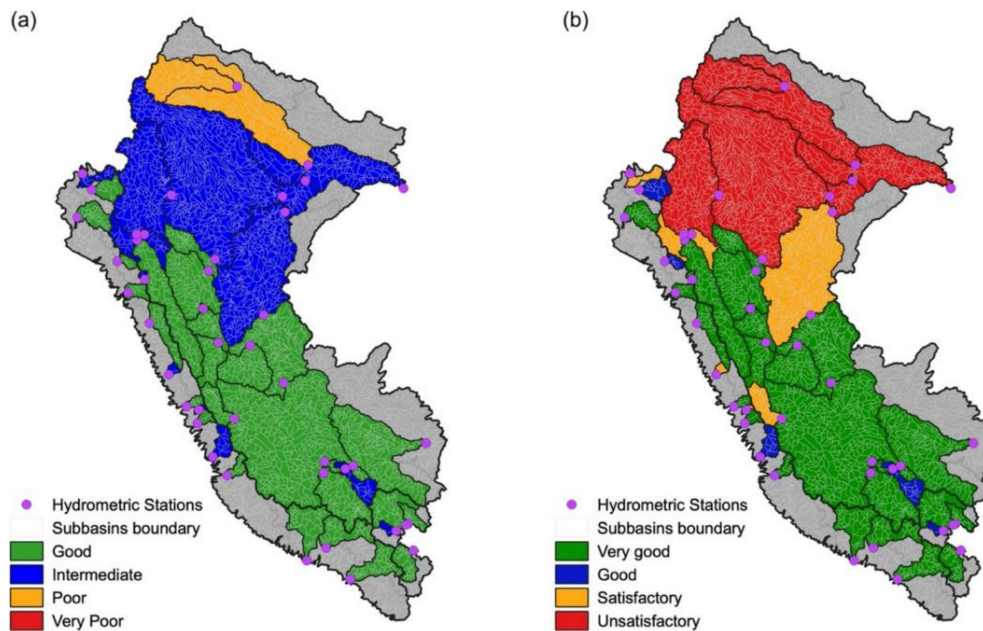 (a)
Hydrometric Stations
Subbasins boundary
Good
Intermediate
Poor
Very Poor
(b)
Hydrometric Stations
Subbasins boundary
Very good
Good
Satisfactory
Unsatisfactory